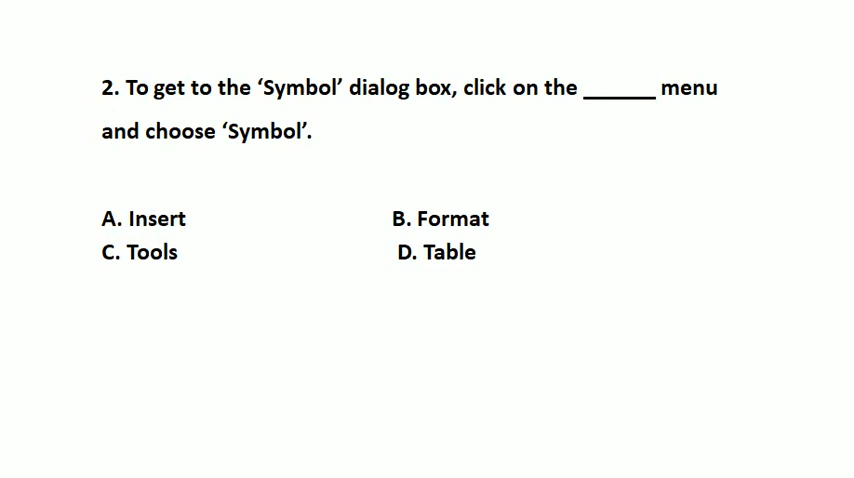 2. To get to the ‘Symbol’ dialog box, click on the ______ menu
and choose ‘Symbol’.
A. Insert B. Format
C. Tools D. Table